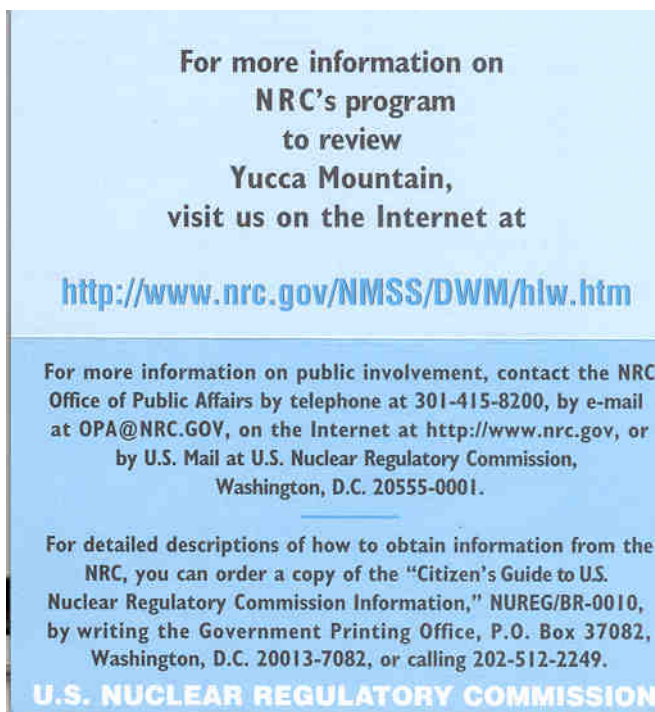 For more information on
NRC's program
to review
Yucca Mountain,
visit us on the Internet at
http://www.nrc.gov/NMSS/DWM/hlw.htm
For more information on public involvement, contact the NRC
Office of Public Affairs by telephone at 301-415-8200, by e-mail
at OPA@NRC.GOV, on the Internet at http://www.nrc.gov, or
by U.S. Mail at U.S. Nuclear Regulatory Commission,
Washington, D.C. 20555-0001.
For detailed descriptions of how to obtain information from the
NRC, you can order a copy of the “Citizen's Guide to U.S.
Nuclear Regulatory Commission Information,” NUREG/BR-0010,
by writing the Government Printing Office, P.O. Box 37082,
Washington, D.C. 20013-7082, or calling 202-512-2249.
U.S. NUCLEAR REGULATORY COMMISSION